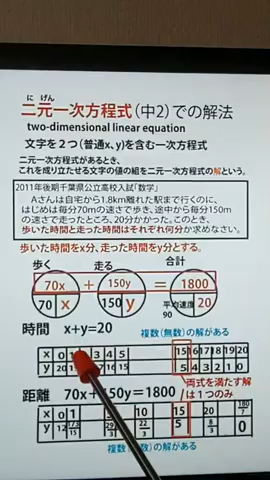 にげん
二元一次方程式(中2)での解法
two-dimensional linear equation
文字を2つ(普通x、y)を含む一次方程式
二元一次方程式があるとき、
これを成り立たせる文字の値の組を二元一次方程式の解という。
2011年後期千葉県公立高校入試「数学」
Aさんは自宅から1.8km離れた駅まで行くのに、
はじめは毎分70mの速さで歩き、途中から毎分150m
の速さで走ったところ、20分かかった。このとき、
歩いた時間と走った時間はそれぞれ何分か求めなさい。
歩いた時間をx分、走った時間をy分とする。
歩く 走る 合計
70x + 150y = 1800
70 x 150 y 平均速度 90 20
時間 x+y=20 複数(無数)の解がある
x 0 1 3 4 5 15 16 17 18 19 20
y 20 17 16 15 5 4 3 2 1 0
両式を満たす解は1つのみ
距離 70x+150y=1800
x 0 1 5 10 15 20
y 12 5 0
複数(無数)の解がある